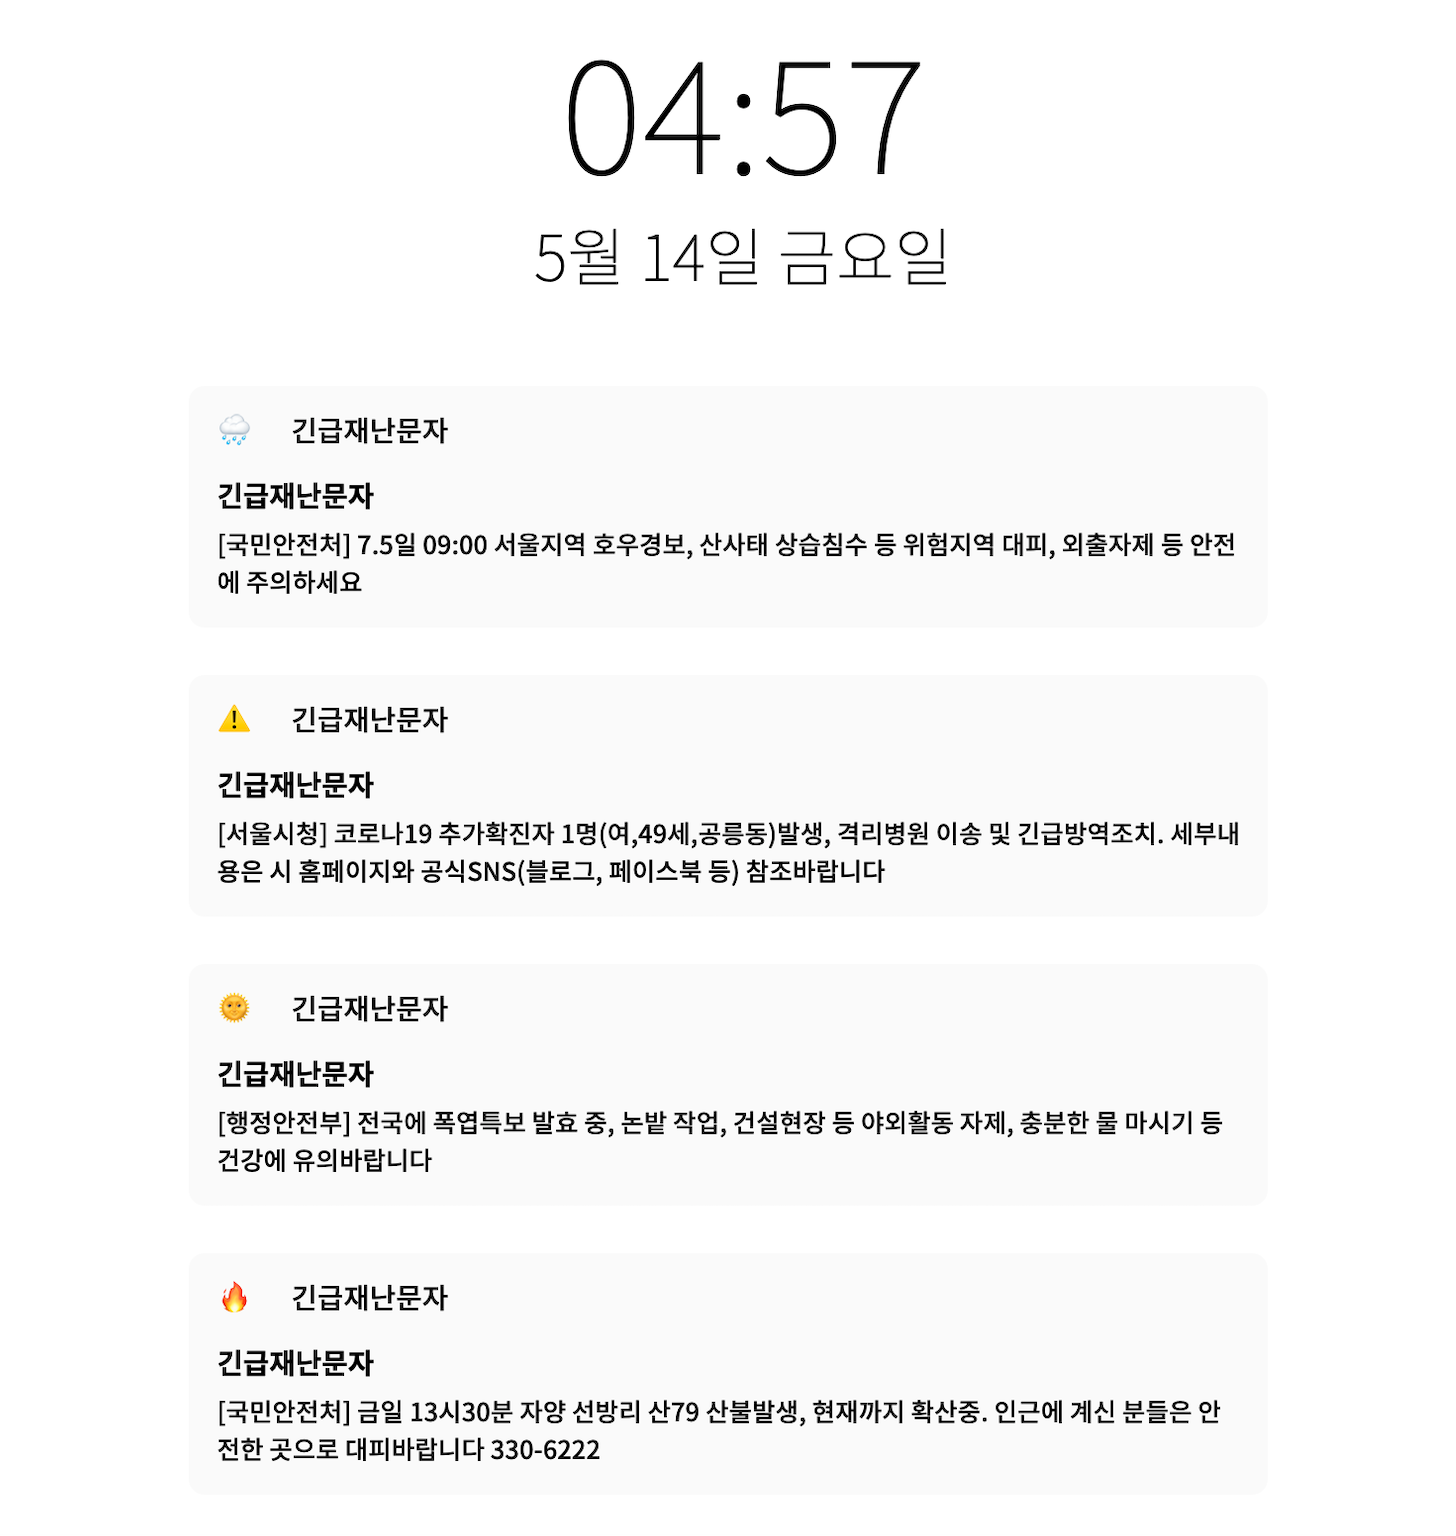 04:57
5월 14일 금요일
긴급재난문자
긴급재난문자
[국민안전처] 7.5일 09:00 서울지역 호우경보, 산사태 상습침수 등 위험지역 대피, 외출자제 등 안전
에 주의하세요
긴급재난문자
긴급재난문자
[서울시청] 코로나19 추가확진자 1명(여,49세,공릉동)발생, 격리병원 이송 및 긴급방역조치. 세부내
용은 시 홈페이지와 공식SNS(블로그, 페이스북 등) 참조바랍니다
긴급재난문자
긴급재난문자
[행정안전부] 전국에 폭엽특보 발효 중, 논밭 작업, 건설현장 등 야외활동 자제, 충분한 물 마시기 등
건강에 유의바랍니다
긴급재난문자
긴급재난문자
[국민안전처] 금일 13시30분 자양 선방리 산79 산불발생, 현재까지 확산중. 인근에 계신 분들은 안
전한 곳으로 대피바랍니다 330-6222